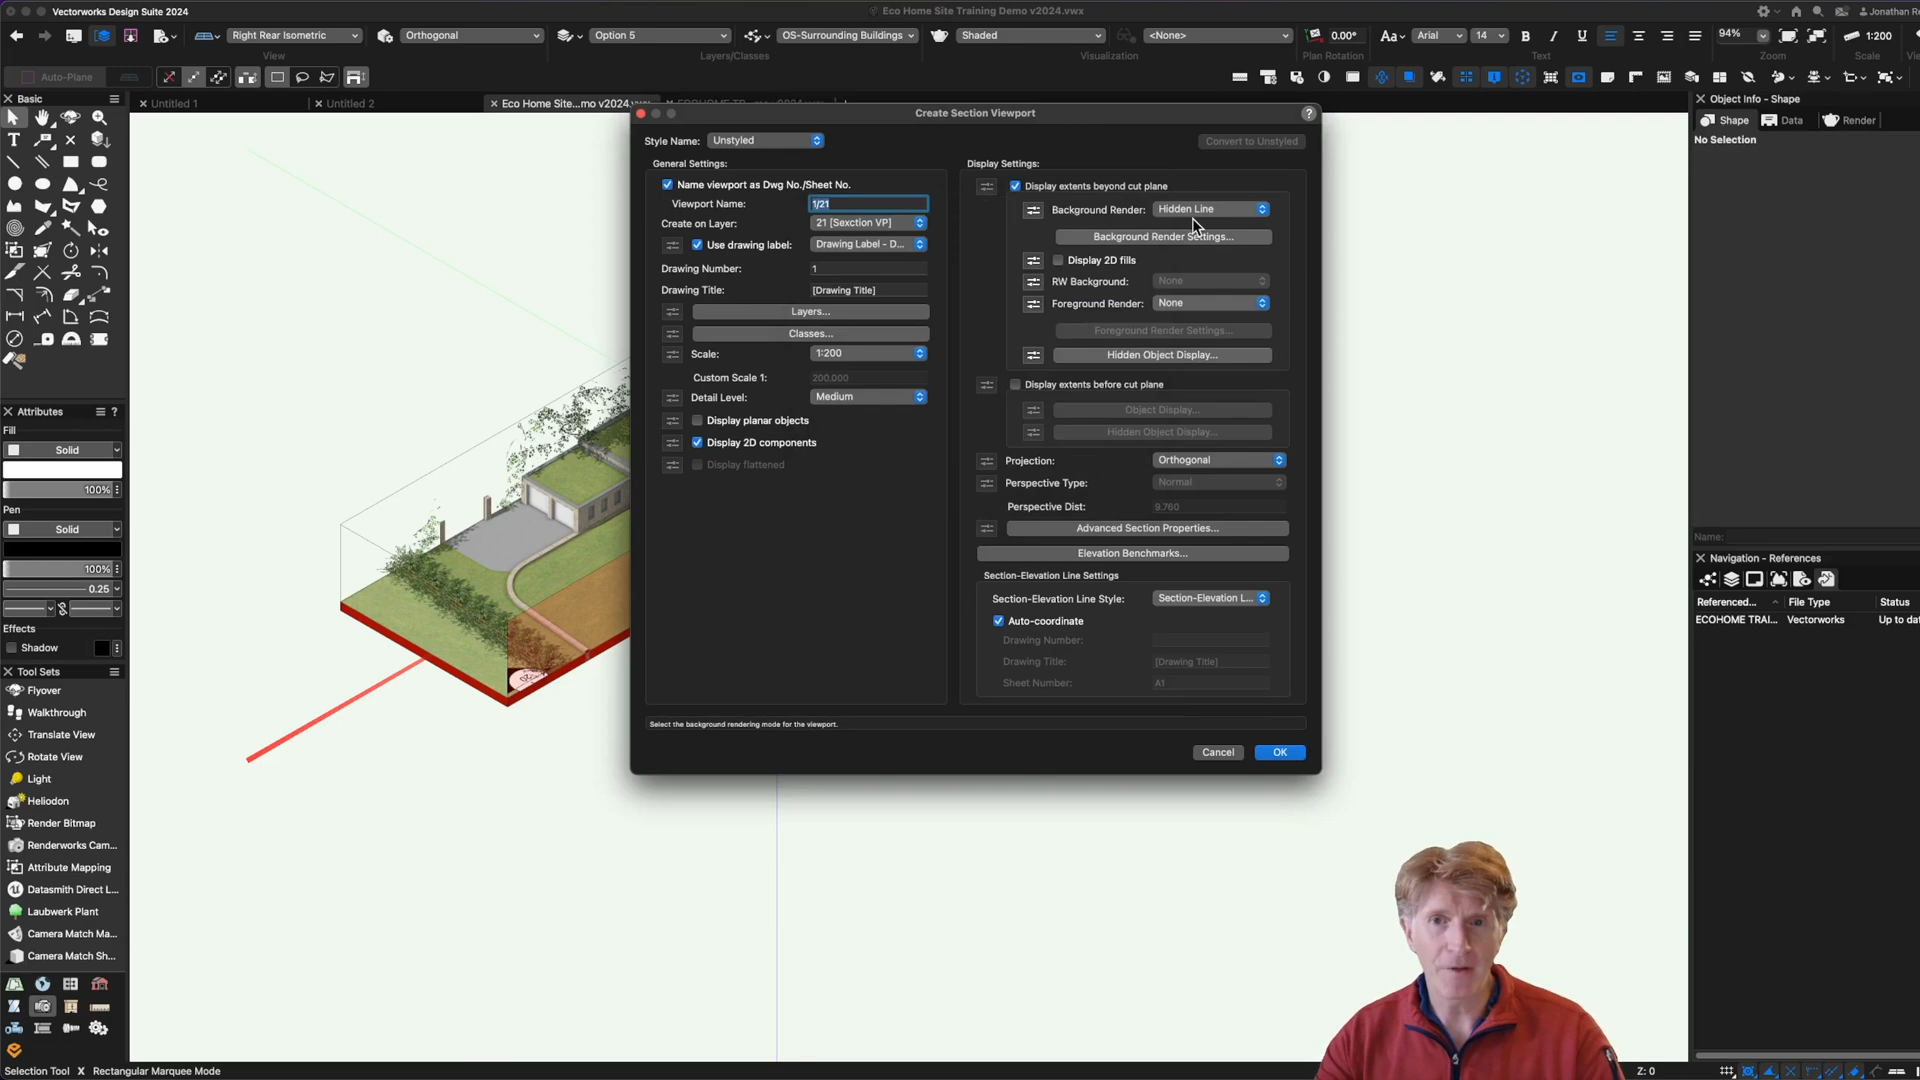 Vectorworks Design Suite 2024
Eco Home Site Training Demo v2024.vwx
Right Rear Isometric
Orthogonal
Option 5
OS-Surrounding Buildings
Shaded
<None>
0.00°
Aa
Arial
14
B I U
94%
1:200
View
Layers/Classes
Visualization
Plan Rotation
Text
Zoom
Scale
Auto-Plane
Basic
Untitled 1
Untitled 2
Eco Home Site...mo v2024.vwx
Create Section Viewport
Style Name: Unstyled
Convert to Unstyled
General Settings:
Name viewport as Dwg No./Sheet No.
Viewport Name: 1/21
Create on Layer: 21 [Sexction VP]
Use drawing label: Drawing Label - D...
Drawing Number: 1
Drawing Title: [Drawing Title]
Layers...
Classes...
Scale: 1:200
Custom Scale 1: 200.000
Detail Level: Medium
Display planar objects
Display 2D components
Display flattened
Display Settings:
Display extents beyond cut plane
Background Render: Hidden Line
Background Render Settings...
Display 2D fills
RW Background: None
Foreground Render: None
Foreground Render Settings...
Hidden Object Display...
Display extents before cut plane
Object Display...
Hidden Object Display...
Projection: Orthogonal
Perspective Type: Normal
Perspective Dist: 9.760
Advanced Section Properties...
Elevation Benchmarks...
Section-Elevation Line Settings
Section-Elevation Line Style: Section-Elevation L...
Auto-coordinate
Drawing Number:
Drawing Title: [Drawing Title]
Sheet Number: A1
Select the background rendering mode for the viewport.
Cancel
OK
Attributes
Fill
Solid
100%
Pen
Solid
100%
0.25
Effects
Shadow
Tool Sets
Flyover
Walkthrough
Translate View
Rotate View
Light
Heliodon
Render Bitmap
Renderworks Cam...
Attribute Mapping
Datasmith Direct L...
Laubwerk Plant
Camera Match Ma...
Camera Match Sh...
Object Info - Shape
Shape
Data
Render
No Selection
Name:
Navigation - References
Referenced...
File Type
Status
ECOHOME TRAI...
Vectorworks
Up to da
Selection Tool
Rectangular Marquee Mode
Z: 0